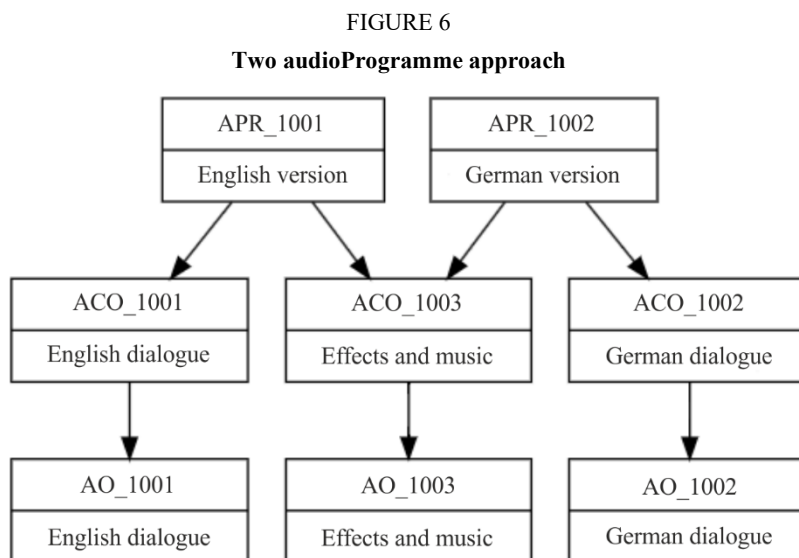 FIGURE 6
Two audioProgramme approach
APR_1001
APR_1002
English version
German version
ACO_1001
ACO_1003
ACO_1002
English dialogue
Effects and music
German dialogue
AO_1001
AO_1003
AO_1002
English dialogue
Effects and music
German dialogue